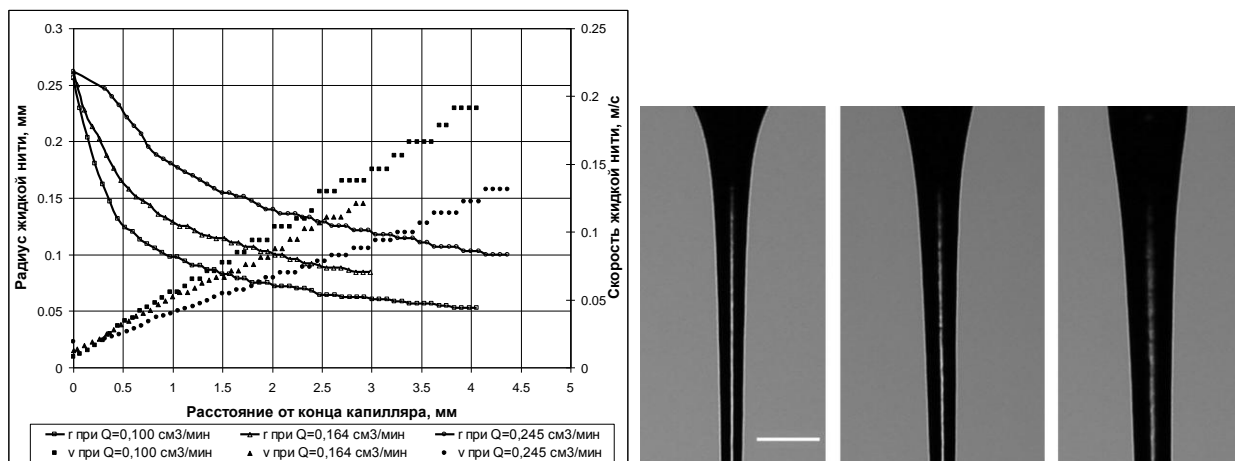 0.3
0.25
0.2
0.15
0.1
0.05
0
Радиус жидкой нити, мм
0.25
0.2
0.15
0.1
0.05
0
Скорость жидкой нити, м/с
0 0.5 1 1.5 2 2.5 3 3.5 4 4.5 5
Расстояние от конца капилляра, мм
r при Q=0,100 см3/мин r при Q=0,164 см3/мин r при Q=0,245 см3/мин
v при Q=0,100 см3/мин v при Q=0,164 см3/мин v при Q=0,245 см3/мин